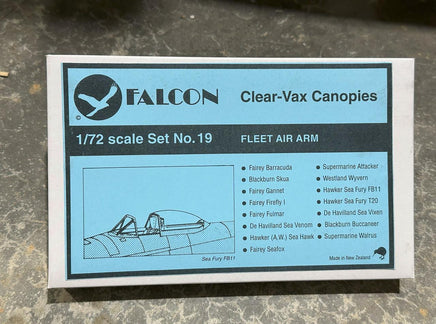 FALCON
Clear-Vax Canopies
©
1/72 scale Set No.19
FLEET AIR ARM
• Fairey Barracuda
• Blackburn Skua
• Fairey Gannet
• Fairey Firefly I
• Fairey Fulmar
• De Havilland Sea Venom
• Hawker (A.W.) Sea Hawk
• Fairey Seafox
• Supermarine Attacker
• Westland Wyvern
• Hawker Sea Fury FB11
• Hawker Sea Fury T20
• De Havilland Sea Vixen
• Blackburn Buccaneer
• Supermarine Walrus
Sea Fury FB11
Made in New Zealand